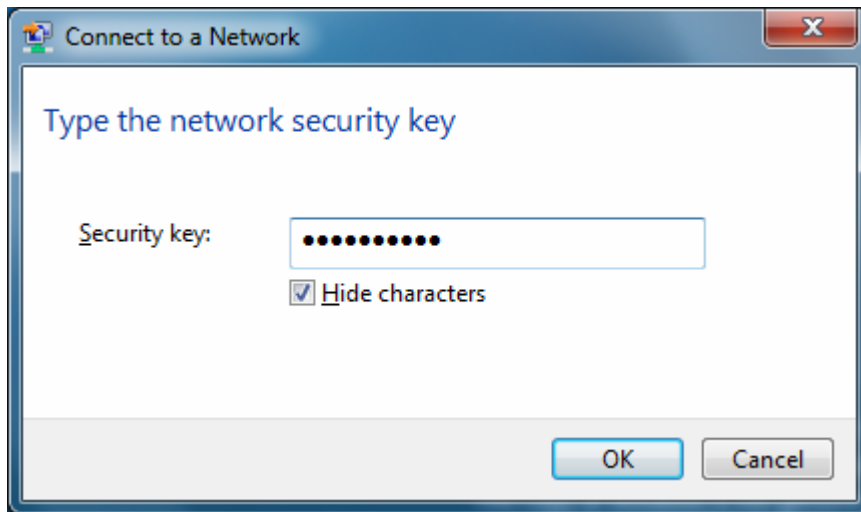 Connect to a Network
Type the network security key
Security key: ••••••••••
Hide characters
OK Cancel